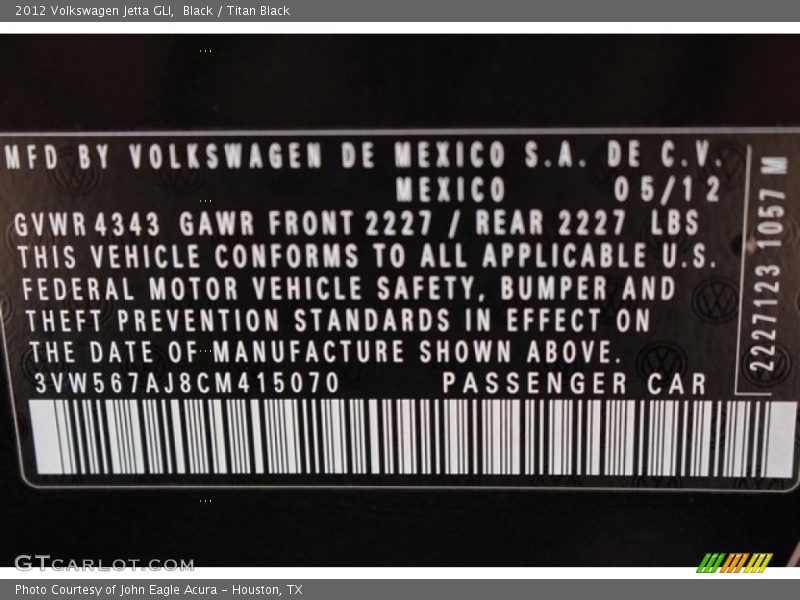 2012 Volkswagen Jetta GLI, Black / Titan Black
MFD BY VOLKSWAGEN DE MEXICO S.A. DE C.V.
MEXICO 05/12
GVWR 4343 GAWR FRONT 2227 / REAR 2227 LBS
THIS VEHICLE CONFORMS TO ALL APPLICABLE U.S.
FEDERAL MOTOR VEHICLE SAFETY, BUMPER AND
THEFT PREVENTION STANDARDS IN EFFECT ON
THE DATE OF MANUFACTURE SHOWN ABOVE.
3VW567AJ8CM415070 PASSENGER CAR
2227123 1057 M
GTCARLOT.COM
Photo Courtesy of John Eagle Acura - Houston, TX